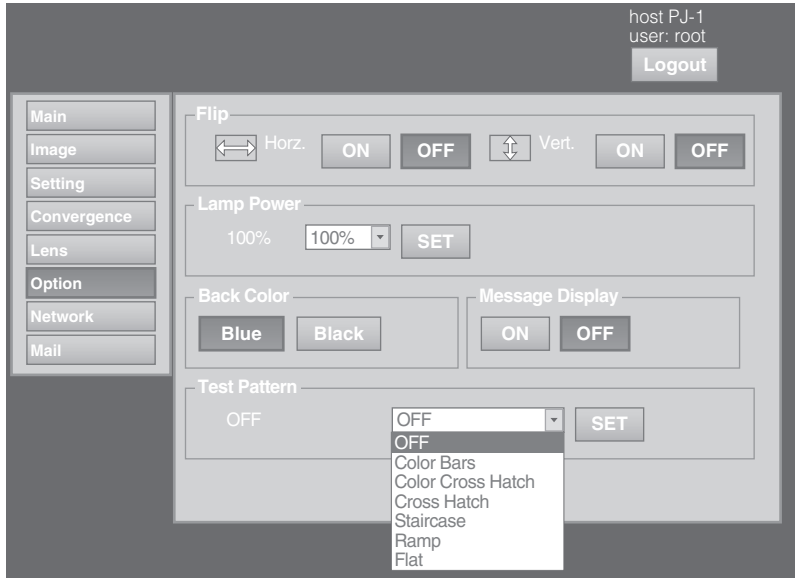 host PJ-1
user: root
Logout
Main
Image
Setting
Convergence
Lens
Option
Network
Mail
Flip
Horz. ON OFF Vert. ON OFF
Lamp Power
100% 100% SET
Back Color
Blue Black
Message Display
ON OFF
Test Pattern
OFF OFF SET
OFF
Color Bars
Color Cross Hatch
Cross Hatch
Staircase
Ramp
Flat